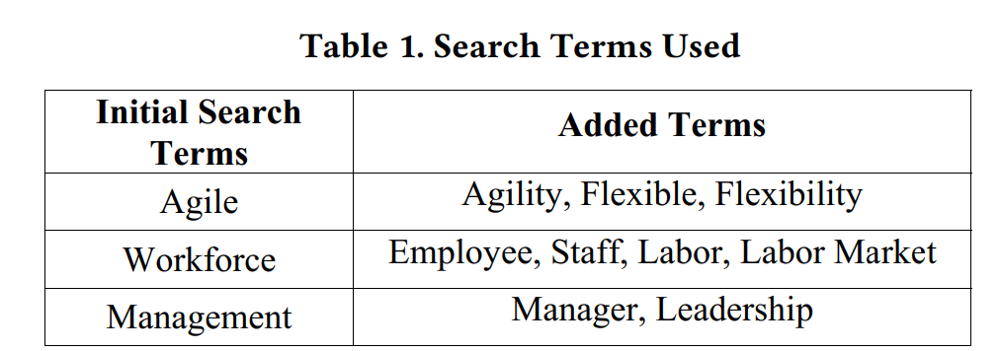 Table 1. Search Terms Used
Initial Search
Terms
Added Terms
Agile
Agility, Flexible, Flexibility
Workforce
Employee, Staff, Labor, Labor Market
Management
Manager, Leadership